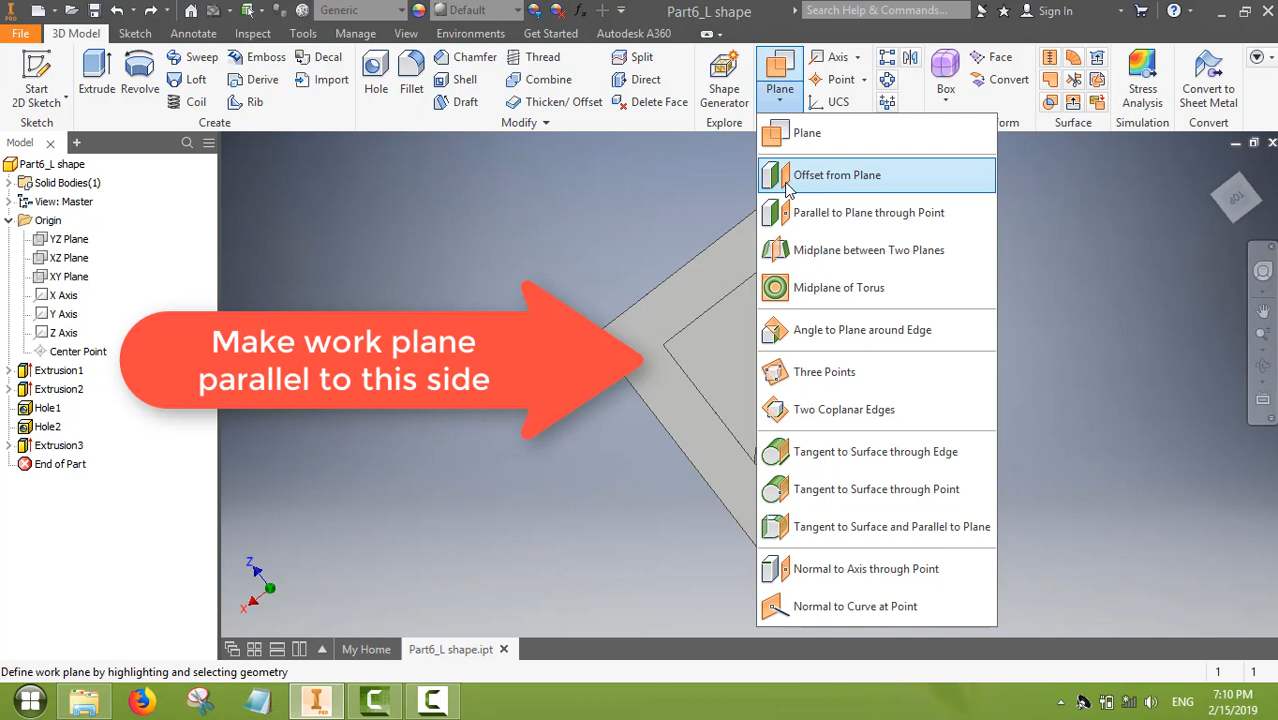 PRO
Generic
Default
Part6_L shape
Search Help & Commands...
Sign In
File
3D Model
Sketch
Annotate
Inspect
Tools
Manage
View
Environments
Get Started
Autodesk A360
Start
2D Sketch
Sketch
Extrude
Revolve
Sweep
Loft
Coil
Emboss
Derive
Rib
Decal
Import
Create
Hole
Fillet
Chamfer
Shell
Draft
Thread
Combine
Thicken/ Offset
Split
Direct
Delete Face
Modify
Shape
Generator
Explore
Plane
Axis
Point
UCS
Box
Face
Convert
Surface
Stress
Analysis
Simulation
Convert to
Sheet Metal
Convert
Model
Part6_L shape
Solid Bodies(1)
View: Master
Origin
YZ Plane
XZ Plane
XY Plane
X Axis
Y Axis
Z Axis
Center Point
Extrusion1
Extrusion2
Hole1
Hole2
Extrusion3
End of Part
Plane
Offset from Plane
Parallel to Plane through Point
Midplane between Two Planes
Midplane of Torus
Angle to Plane around Edge
Three Points
Two Coplanar Edges
Tangent to Surface through Edge
Tangent to Surface through Point
Tangent to Surface and Parallel to Plane
Normal to Axis through Point
Normal to Curve at Point
TOP
Make work plane
parallel to this side
Z
X
My Home
Part6_L shape.ipt
Define work plane by highlighting and selecting geometry
1
1
ENG
7:10 PM
2/15/2019